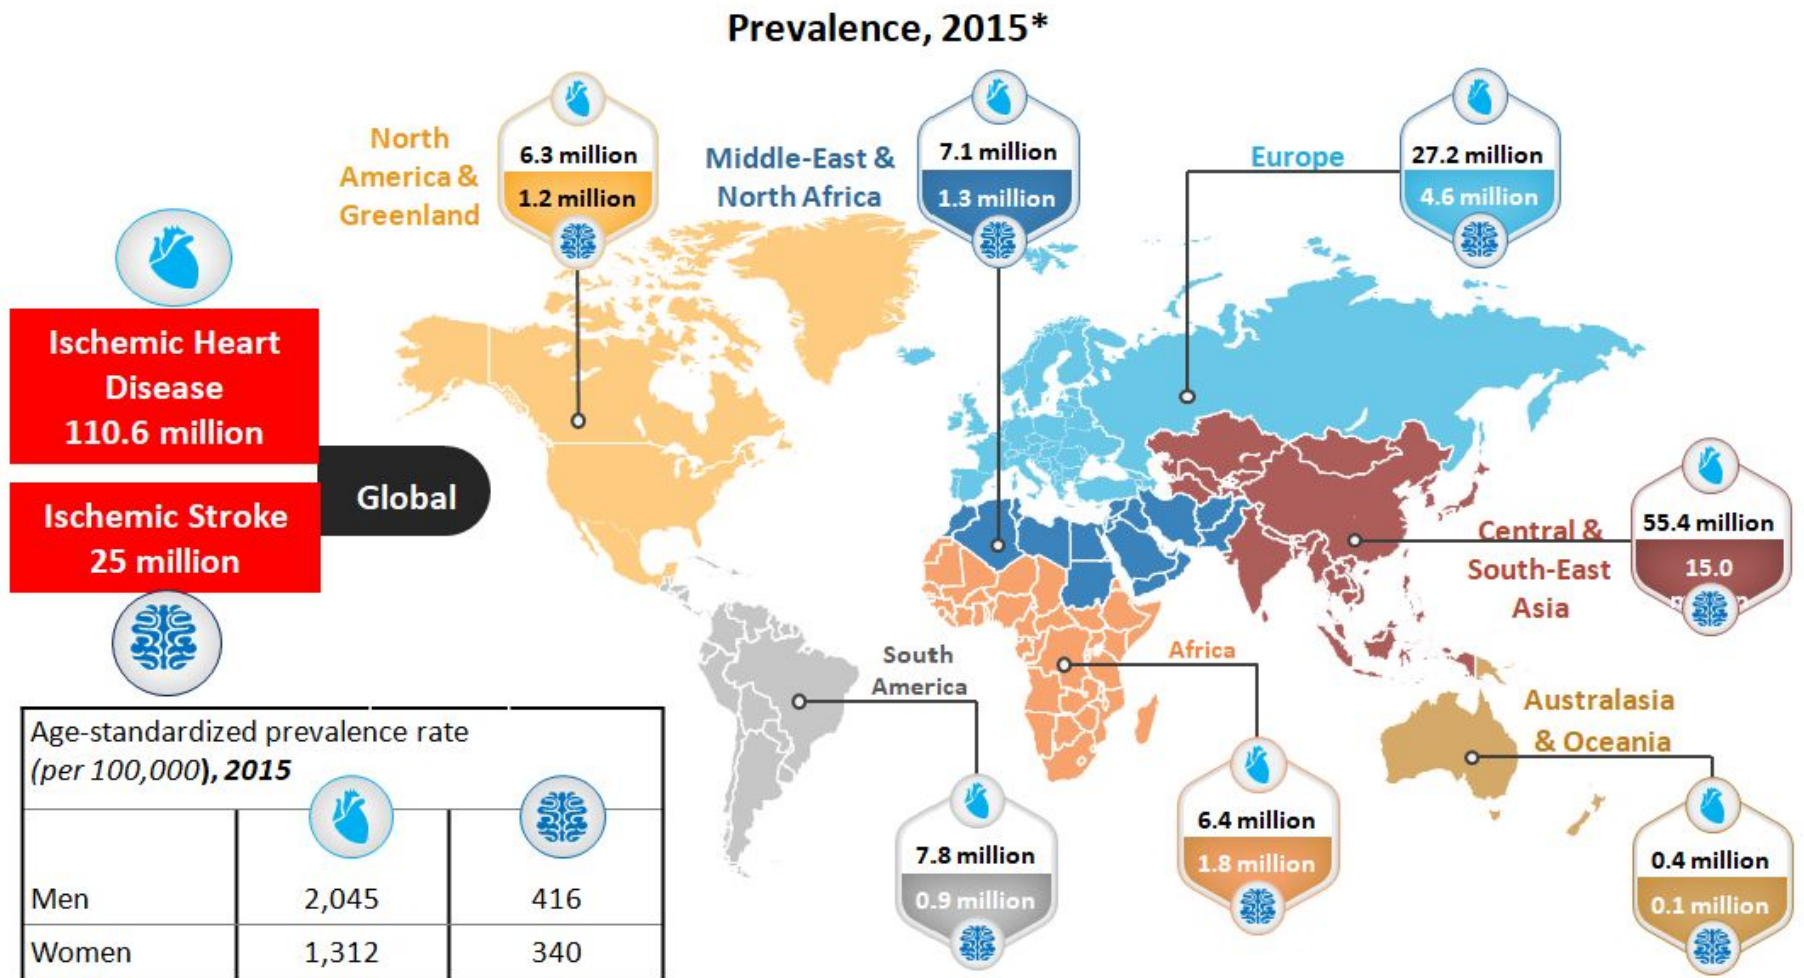 Prevalence, 2015*
North
America &
Greenland
6.3 million
1.2 million
Middle-East &
North Africa
7.1 million
1.3 million
Europe
27.2 million
4.6 million
Ischemic Heart
Disease
110.6 million
Global
Ischemic Stroke
25 million
Central &
South-East
Asia
55.4 million
15.0
South
America
7.8 million
0.9 million
Africa
6.4 million
1.8 million
Australasia
& Oceania
0.4 million
0.1 million
Age-standardized prevalence rate
(per 100,000), 2015
Men 2,045 416
Women 1,312 340